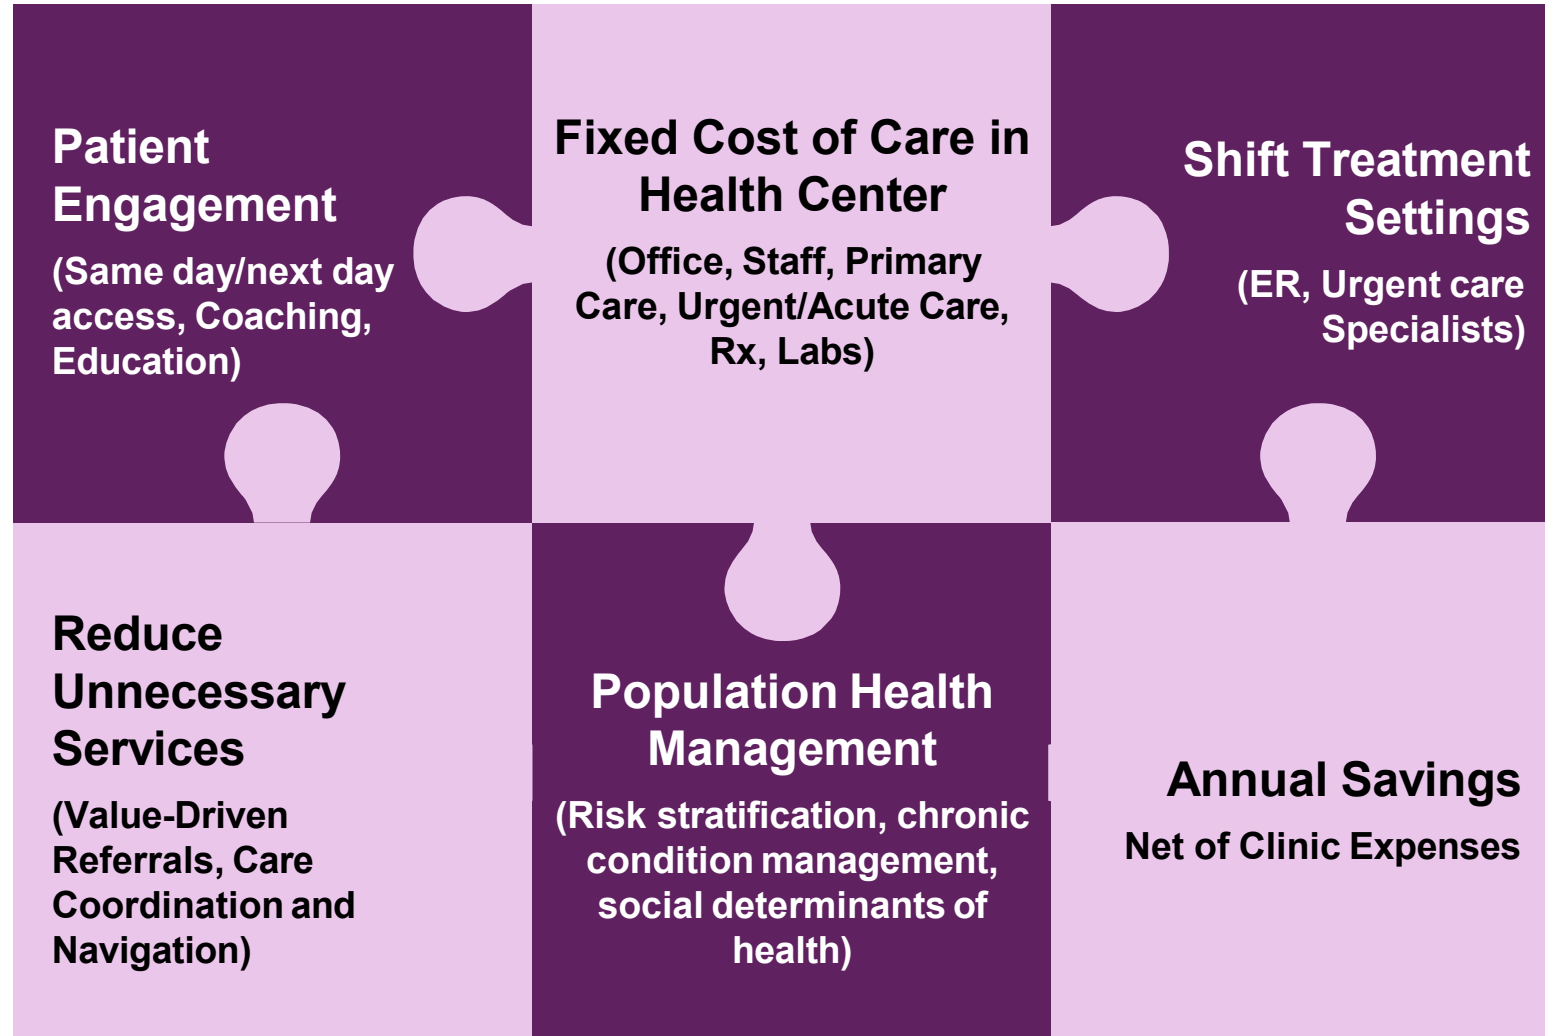 Patient
Engagement
(Same day/next day
access, Coaching,
Education)
Fixed Cost of Care in
Health Center
(Office, Staff, Primary
Care, Urgent/Acute Care,
Rx, Labs)
Shift Treatment
Settings
(ER, Urgent care
Specialists)
Reduce
Unnecessary
Services
(Value-Driven
Referrals, Care
Coordination and
Navigation)
Population Health
Management
(Risk stratification, chronic
condition management,
social determinants of
health)
Annual Savings
Net of Clinic Expenses